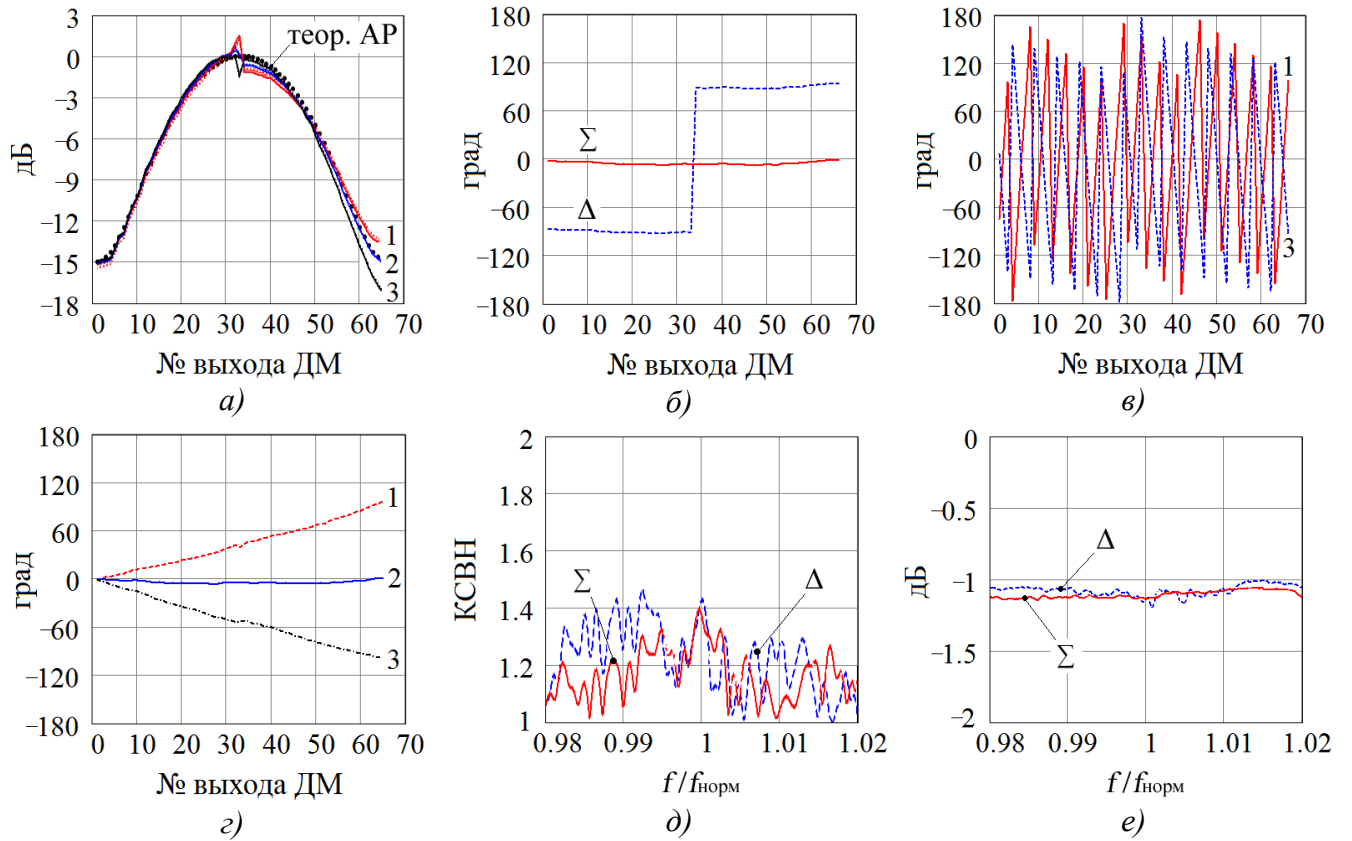 3
0
−3
−6
−9
−12
−15
−18
дБ
теор. АР
1
2
3
0 10 20 30 40 50 60 70
№ выхода ДМ
а)
180
120
60
0
−60
−120
−180
град
Σ
Δ
0 10 20 30 40 50 60 70
№ выхода ДМ
б)
180
120
60
0
−60
−120
−180
град
1
3
0 10 20 30 40 50 60 70
№ выхода ДМ
в)
180
120
60
0
−60
−120
−180
град
1
2
3
0 10 20 30 40 50 60 70
№ выхода ДМ
г)
2
1.8
1.6
1.4
1.2
1
КСВН
Σ
Δ
0.98 0.99 1 1.01 1.02
f/fнорм
д)
0
−0.5
−1
−1.5
−2
дБ
Δ
Σ
0.98 0.99 1 1.01 1.02
f/fнорм
е)